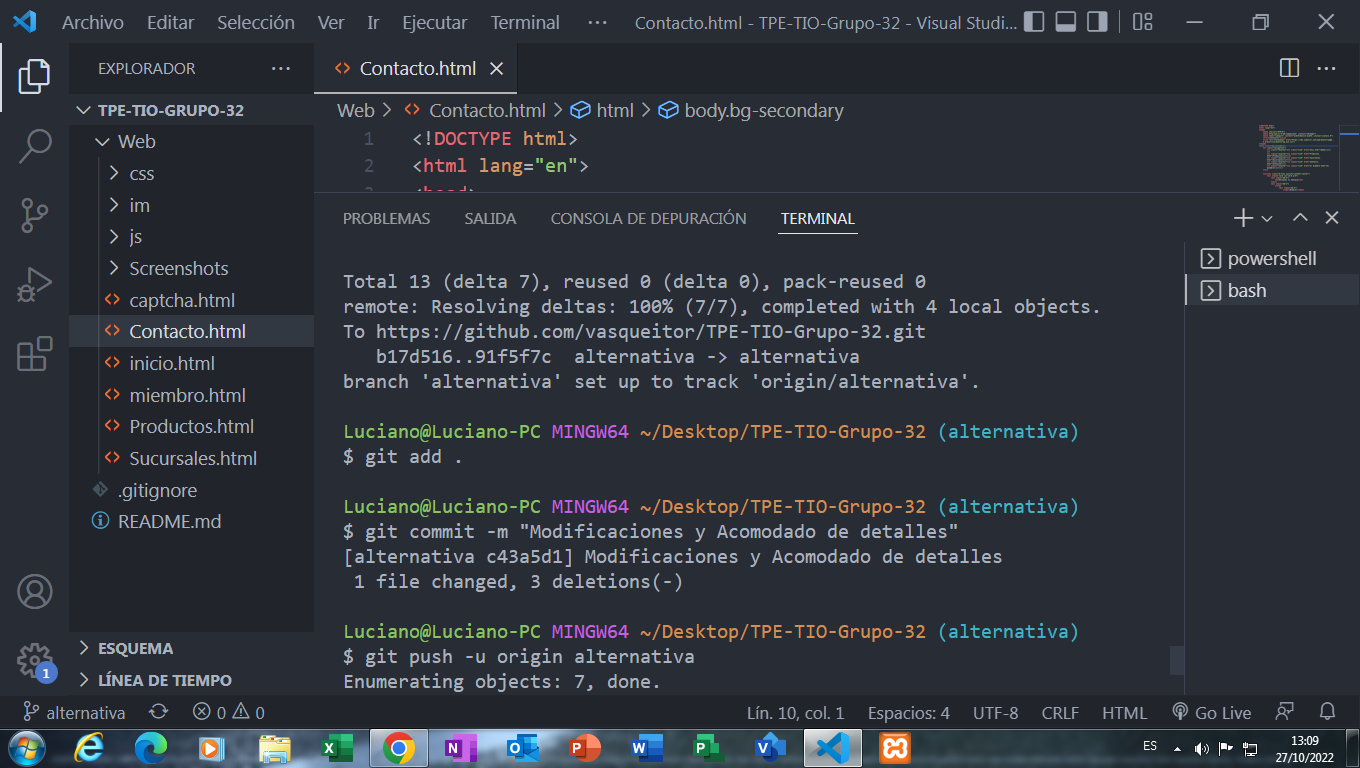 Archivo Editar Selección Ver Ir Ejecutar Terminal ··· Contacto.html - TPE-TIO-Grupo-32 - Visual Studi...
EXPLORADOR ···
TPE-TIO-GRUPO-32
Web
css
im
js
Screenshots
captcha.html
Contacto.html
inicio.html
miembro.html
Productos.html
Sucursales.html
.gitignore
README.md
ESQUEMA
LÍNEA DE TIEMPO
1
Contacto.html
Web > Contacto.html > html > body.bg-secondary
1 <!DOCTYPE html>
2 <html lang="en">
3 <head>
PROBLEMAS SALIDA CONSOLA DE DEPURACIÓN TERMINAL
Total 13 (delta 7), reused 0 (delta 0), pack-reused 0
remote: Resolving deltas: 100% (7/7), completed with 4 local objects.
To https://github.com/vasqueitor/TPE-TIO-Grupo-32.git
b17d516..91f5f7c alternativa -> alternativa
branch 'alternativa' set up to track 'origin/alternativa'.
Luciano@Luciano-PC MINGW64 ~/Desktop/TPE-TIO-Grupo-32 (alternativa)
$ git add .
Luciano@Luciano-PC MINGW64 ~/Desktop/TPE-TIO-Grupo-32 (alternativa)
$ git commit -m "Modificaciones y Acomodado de detalles"
[alternativa c43a5d1] Modificaciones y Acomodado de detalles
1 file changed, 3 deletions(-)
Luciano@Luciano-PC MINGW64 ~/Desktop/TPE-TIO-Grupo-32 (alternativa)
$ git push -u origin alternativa
Enumerating objects: 7, done.
powershell
bash
alternativa 0 0 Lín. 10, col. 1 Espacios: 4 UTF-8 CRLF HTML Go Live
ES 13:09
27/10/2022